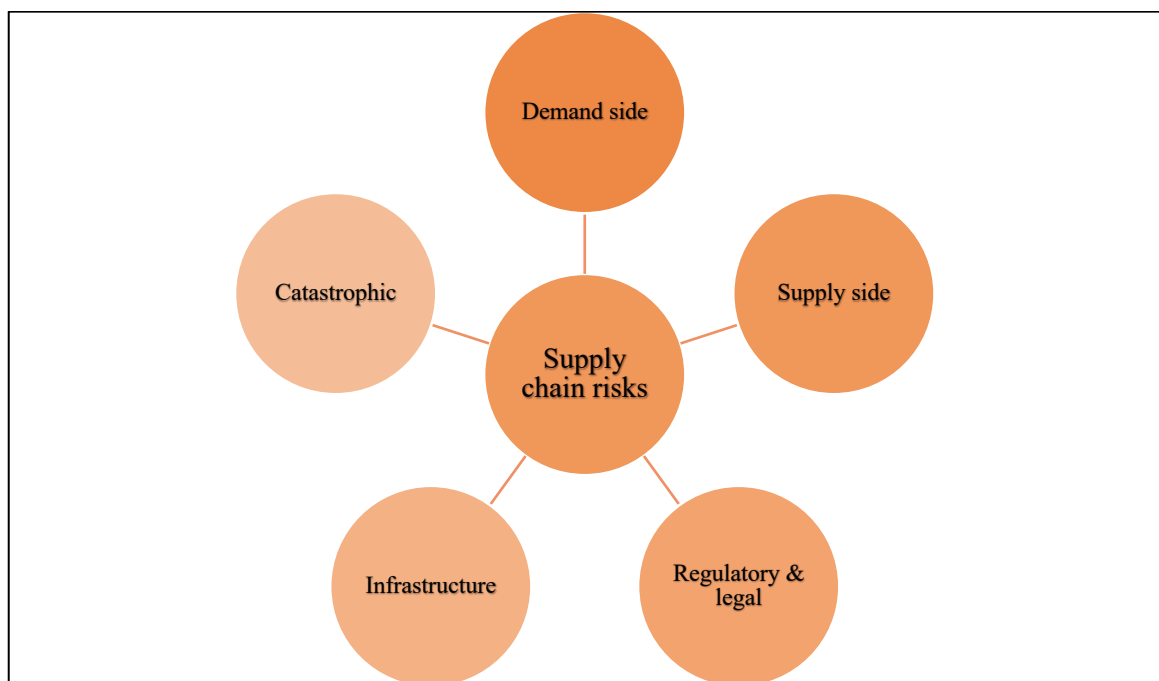 Demand side
Catastrophic
Supply side
Supply
chain risks
Infrastructure
Regulatory &
legal